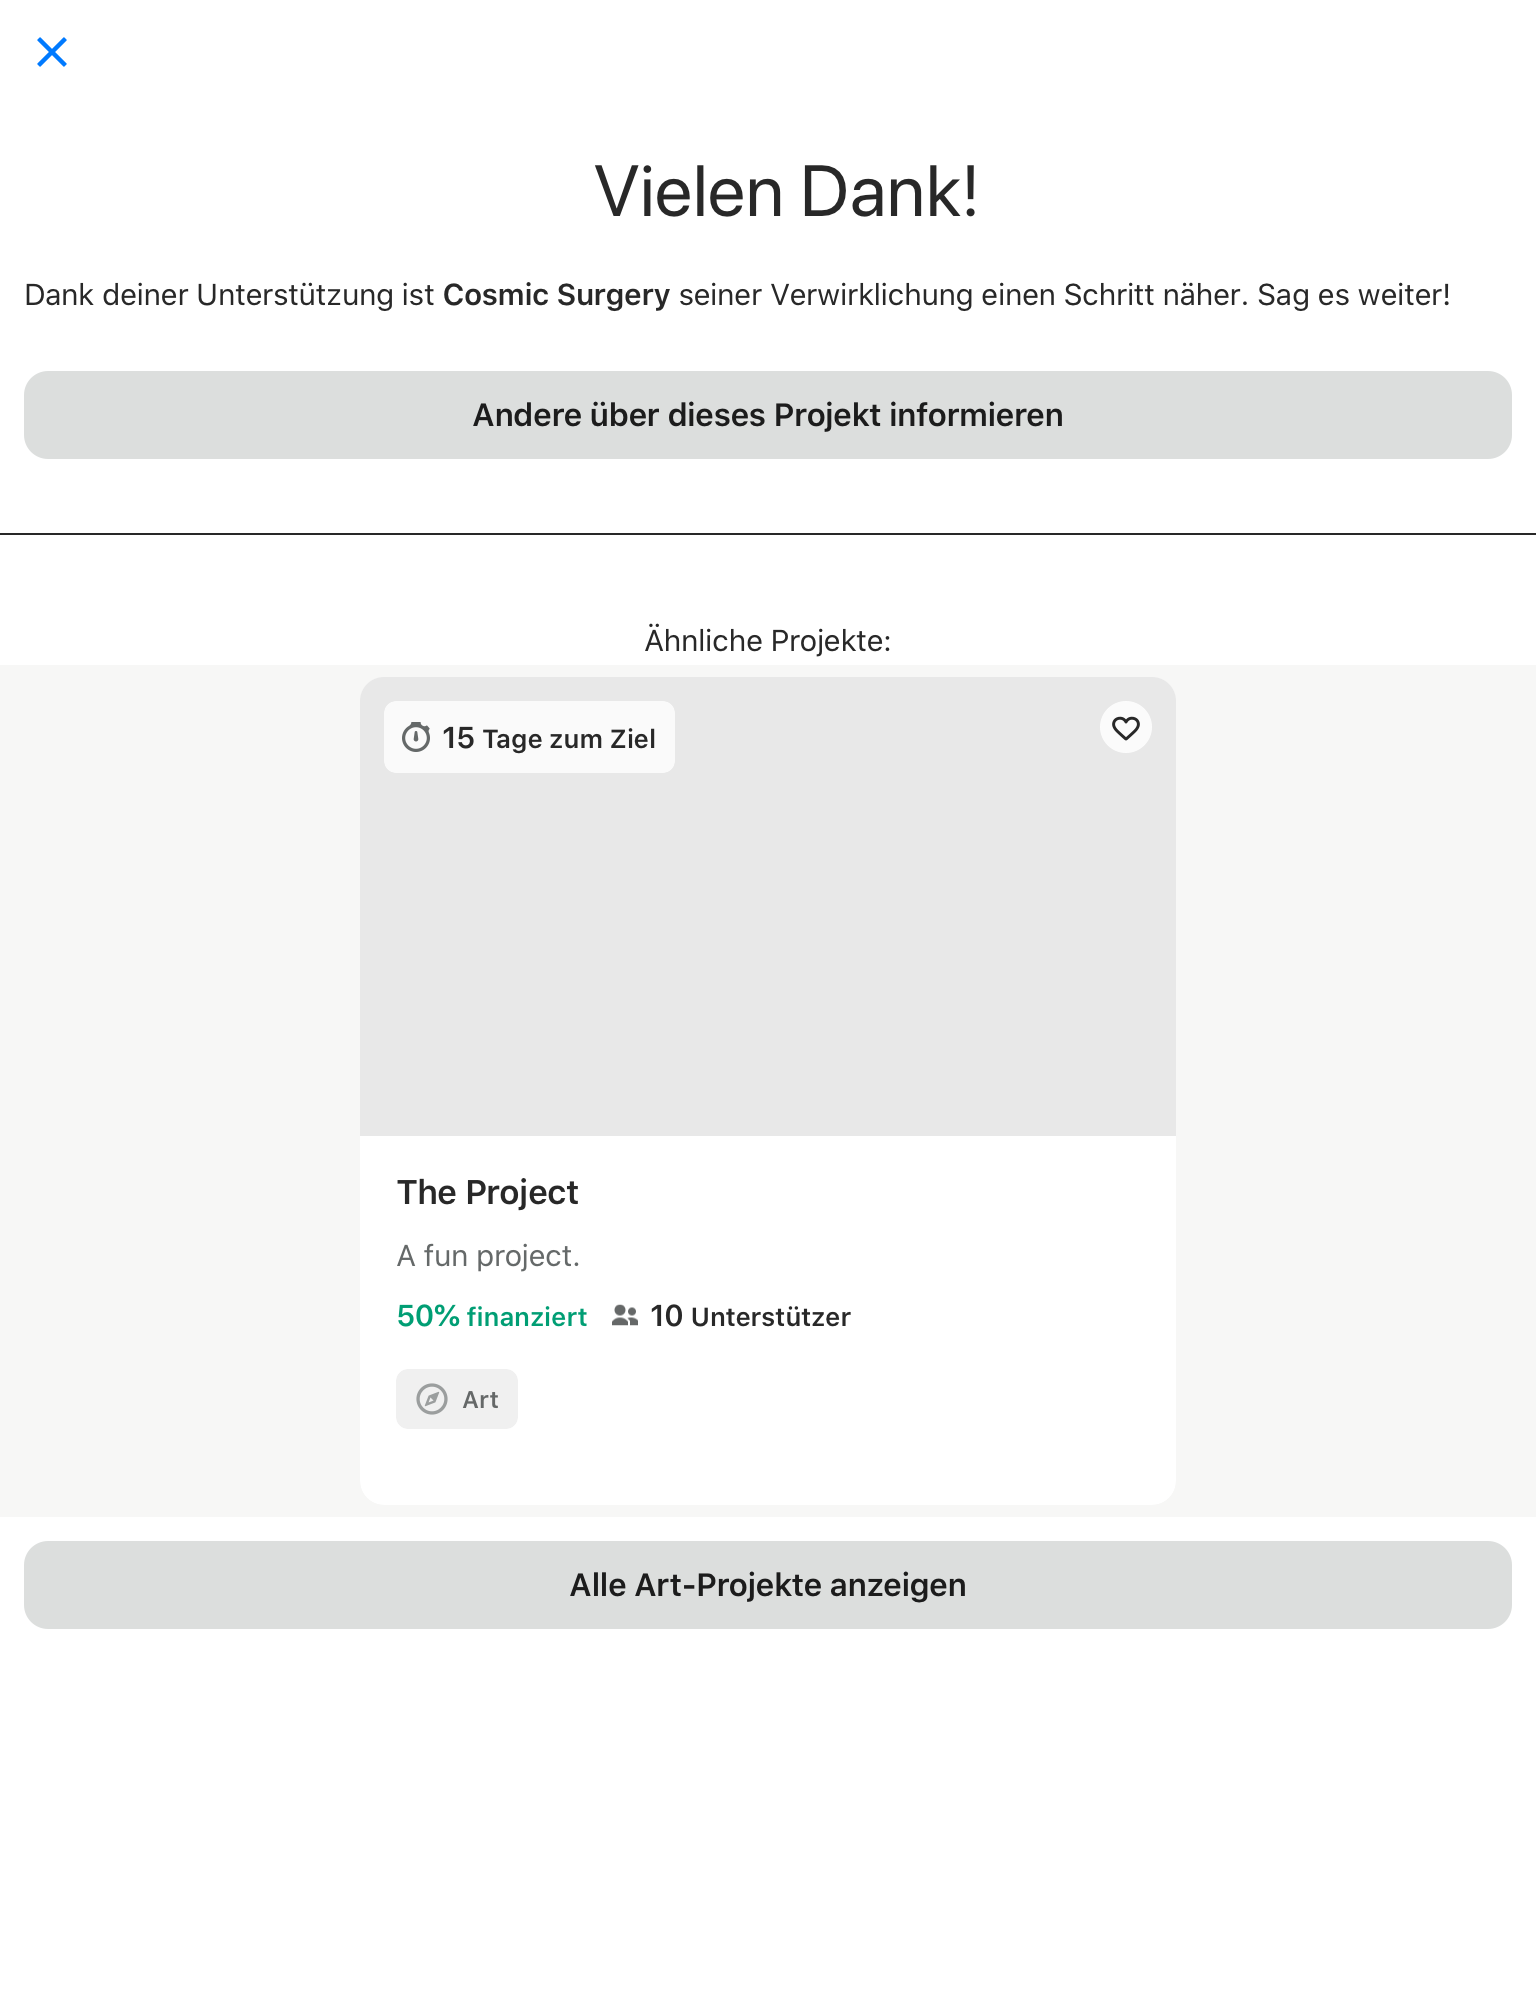 Vielen Dank!
Dank deiner Unterstützung ist Cosmic Surgery seiner Verwirklichung einen Schritt näher. Sag es weiter!
Andere über dieses Projekt informieren
Ähnliche Projekte:
15 Tage zum Ziel
The Project
A fun project.
50% finanziert 10 Unterstützer
Art
Alle Art-Projekte anzeigen